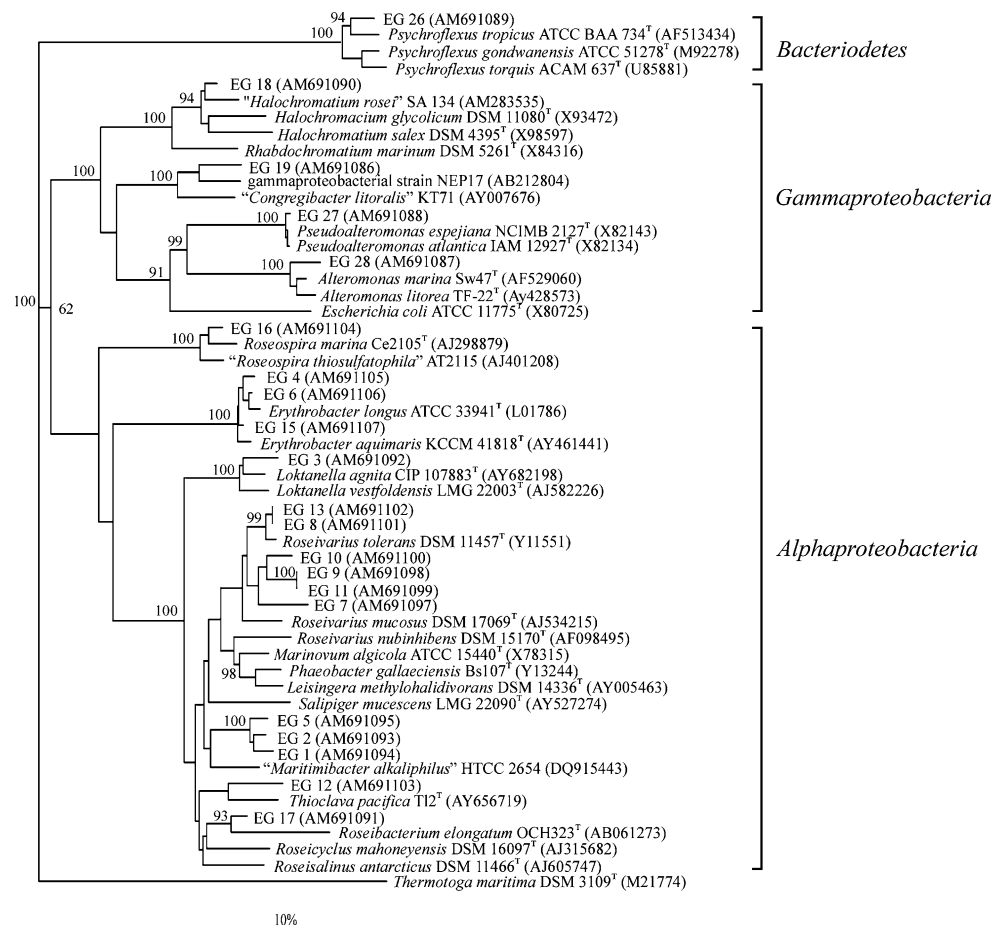 94 EG 26 (AM691089)
100 Psychroflexus tropicus ATCC BAA 734T (AF513434)
Psychroflexus gondwanensis ATCC 51278T (M92278)
Bacteriodetes
Psychroflexus torquis ACAM 637T (U85881)
EG 18 (AM691090)
94 "Halochromatium rosei” SA 134 (AM283535)
100 Halochromacium glycolicum DSM 11080T (X93472)
Halochromatium salex DSM 4395T (X98597)
Rhabdochromatium marinum DSM 5261T (X84316)
EG 19 (AM691086)
100 gammaproteobacterial strain NEP17 (AB212804)
“Congregibacter litoralis” KT71 (AY007676)
Gammaproteobacteria
100 EG 27 (AM691088)
Pseudoalteromonas espejiana NCIMB 2127T (X82143)
99 Pseudoalteromonas atlantica IAM 12927T (X82134)
100 EG 28 (AM691087)
91 Alteromonas marina Sw47T (AF529060)
Alteromonas litorea TF-22T (Ay428573)
100 62 Escherichia coli ATCC 11775T (X80725)
EG 16 (AM691104)
100 Roseospira marina Ce2105T (AJ298879)
“Roseospira thiosulfatophila” AT2115 (AJ401208)
EG 4 (AM691105)
EG 6 (AM691106)
100 Erythrobacter longus ATCC 33941T (L01786)
EG 15 (AM691107)
Erythrobacter aquimaris KCCM 41818T (AY461441)
EG 3 (AM691092)
100 Loktanella agnita CIP 107883T (AY682198)
Loktanella vestfoldensis LMG 22003T (AJ582226)
EG 13 (AM691102)
99 EG 8 (AM691101)
Roseivarius tolerans DSM 11457T (Y11551)
Alphaproteobacteria
EG 10 (AM691100)
100 EG 9 (AM691098)
EG 11 (AM691099)
100 EG 7 (AM691097)
Roseivarius mucosus DSM 17069T (AJ534215)
Roseivarius nubinhibens DSM 15170T (AF098495)
Marinovum algicola ATCC 15440T (X78315)
98 Phaeobacter gallaeciensis Bs107T (Y13244)
Leisingera methylohalidivorans DSM 14336T (AY005463)
Salipiger mucescens LMG 22090T (AY527274)
100 EG 5 (AM691095)
EG 2 (AM691093)
EG 1 (AM691094)
“Maritimibacter alkaliphilus” HTCC 2654 (DQ915443)
EG 12 (AM691103)
Thioclava pacifica Tl2T (AY656719)
93 EG 17 (AM691091)
Roseibacterium elongatum OCH323T (AB061273)
Roseicyclus mahoneyensis DSM 16097T (AJ315682)
Roseisalinus antarcticus DSM 11466T (AJ605747)
Thermotoga maritima DSM 3109T (M21774)
10%